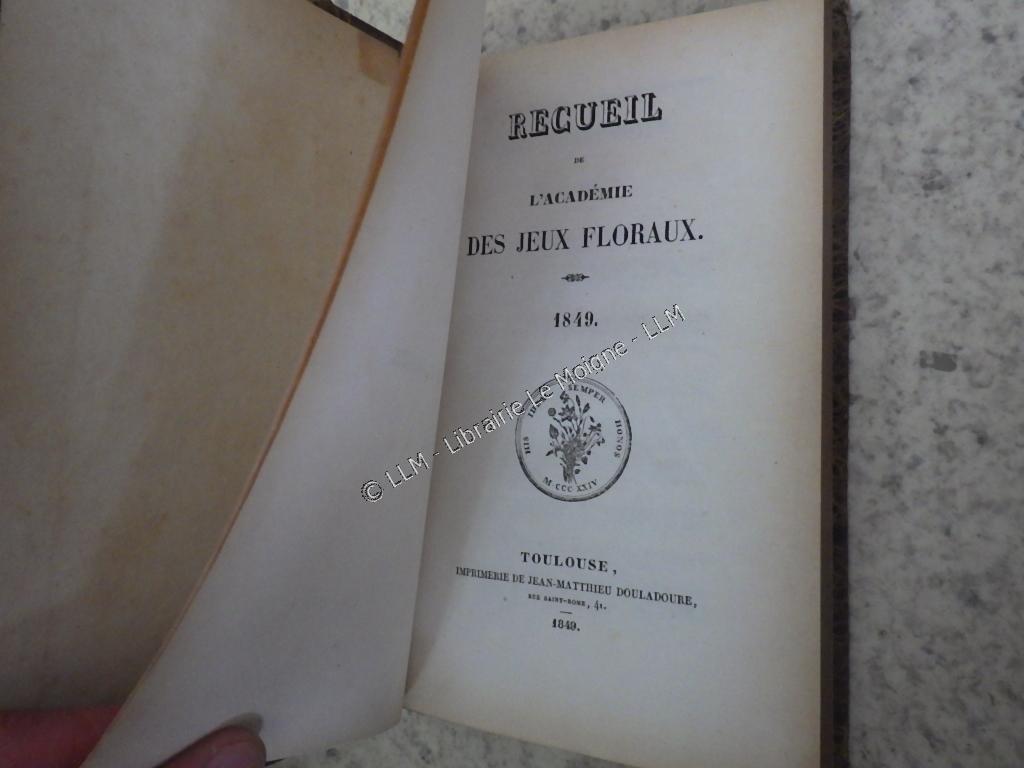 RECUEIL
DE
L'ACADÉMIE
DES JEUX FLORAUX.
1849.
© LLM - Librairie Le Moigne - LLM
HIS SEMPER HONOS
M CCC XXIV
TOULOUSE,
IMPRIMERIE DE JEAN-MATTHIEU DOULADOURE,
RUE SAINT-ROME, 41.
1849.